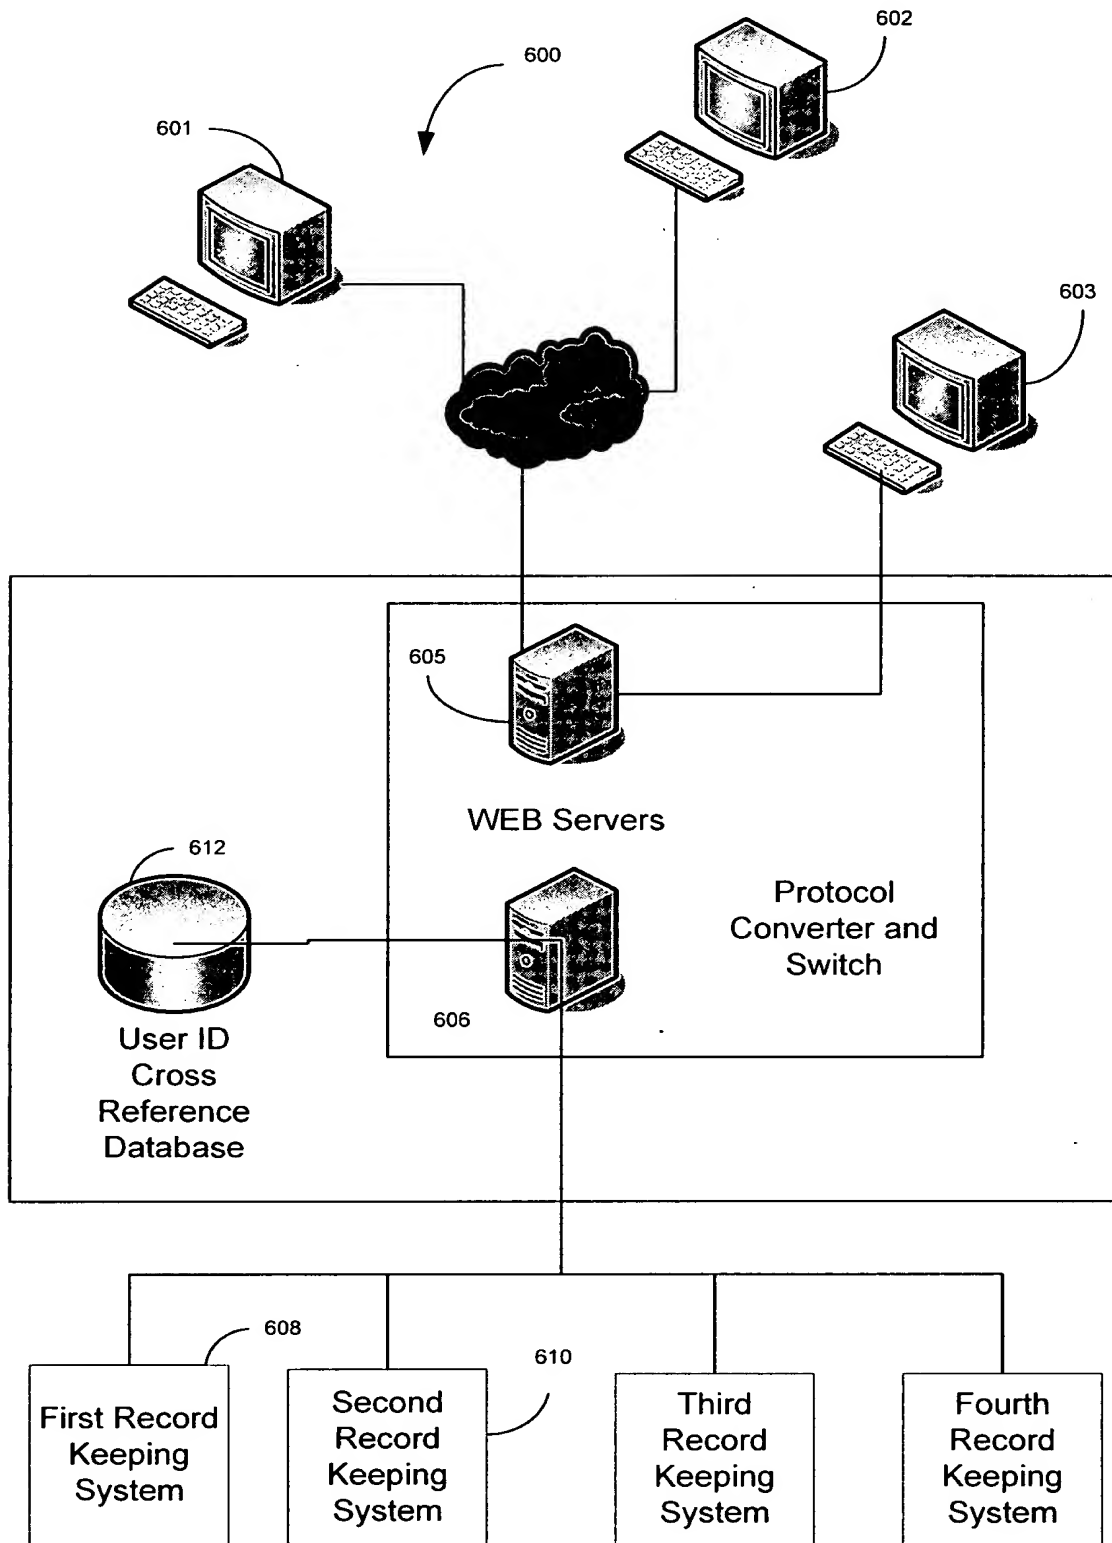 602
600
601
603
605
WEB Servers
612
Protocol
Converter and
Switch
606
User ID
Cross
Reference
Database
608
610
First Record
Keeping
System
Second
Record
Keeping
System
Third
Record
Keeping
System
Fourth
Record
Keeping
System